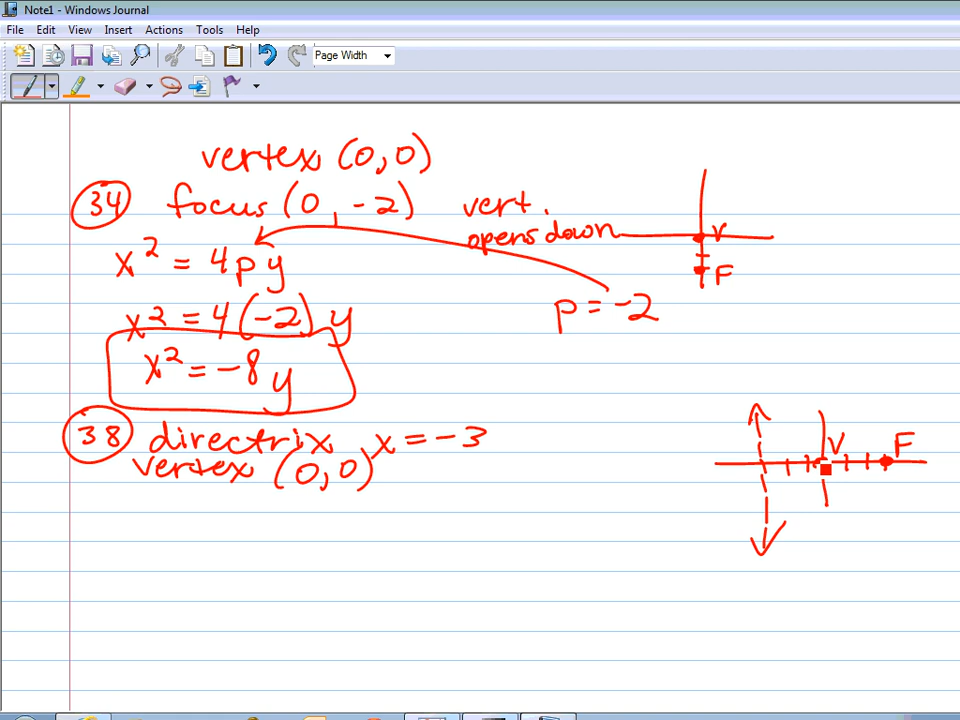 Note1 - Windows Journal
File Edit View Insert Actions Tools Help
Page Width
vertex (0,0)
34 focus (0, -2) vert.
opens down
V
F
x² = 4py
p = -2
x² = 4(-2)y
x² = -8y
38 directrix x = -3
vertex (0,0)
V F